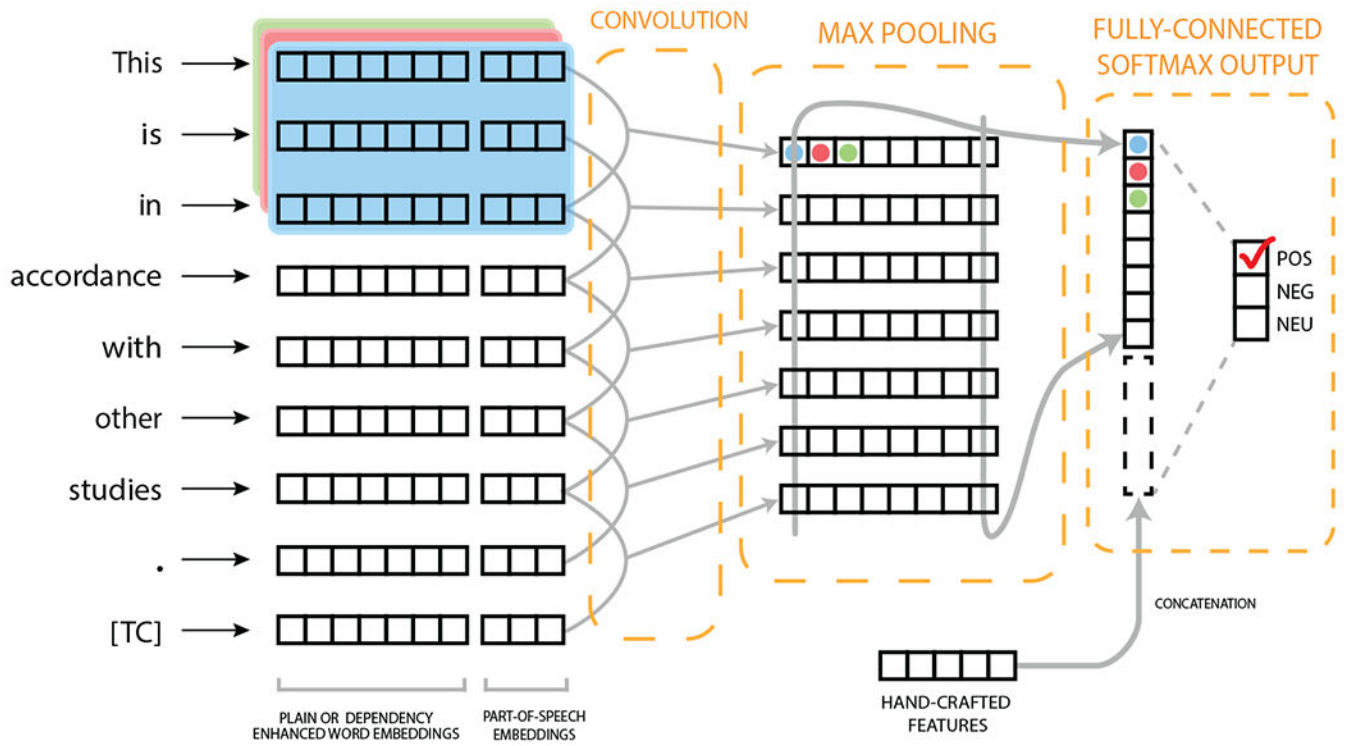 CONVOLUTION
MAX POOLING
FULLY-CONNECTED
SOFTMAX OUTPUT
This
is
in
accordance
with
other
studies
.
[TC]
POS
NEG
NEU
CONCATENATION
PLAIN OR DEPENDENCY
ENHANCED WORD EMBEDDINGS
PART-OF-SPEECH
EMBEDDINGS
HAND-CRAFTED
FEATURES